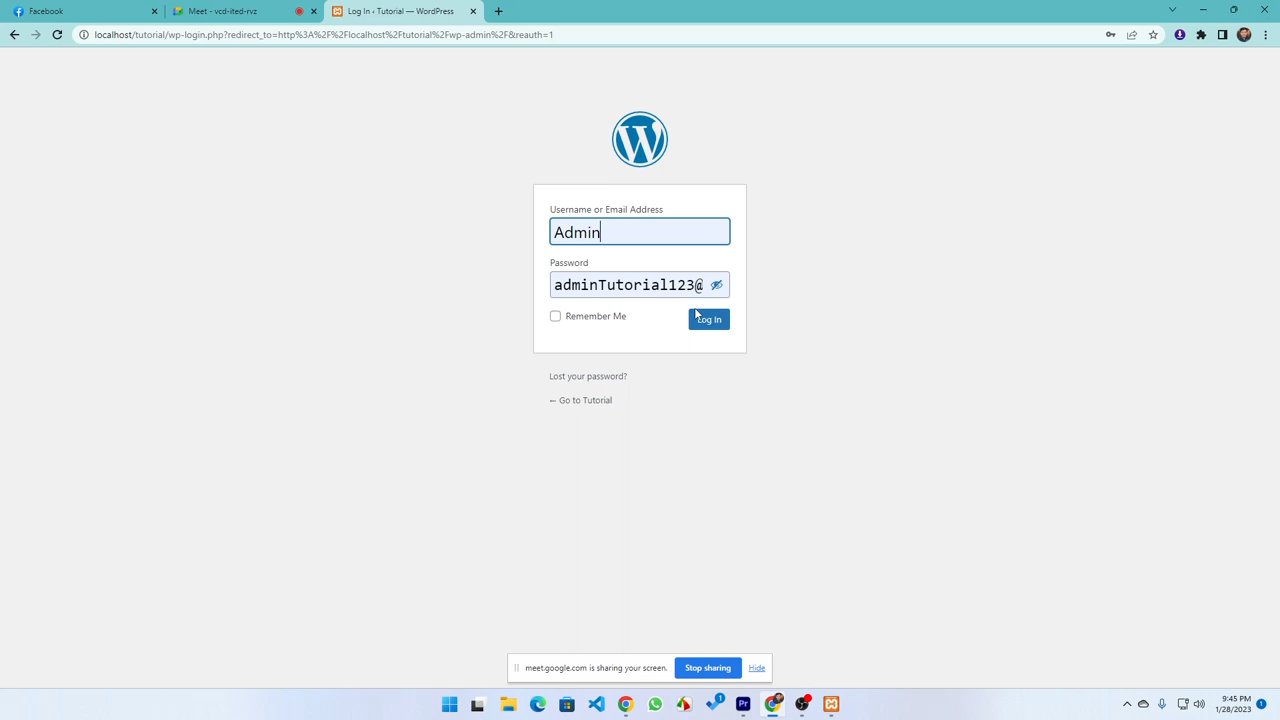 Facebook
Meet - vcd-ited-rvz
Log In ‹ Tutorial — WordPress
localhost/tutorial/wp-login.php?redirect_to=http%3A%2F%2Flocalhost%2Ftutorial%2Fwp-admin%2F&reauth=1
Username or Email Address
Admin
Password
adminTutorial123@
Remember Me
Log In
Lost your password?
← Go to Tutorial
meet.google.com is sharing your screen.
Stop sharing
Hide
1
9:45 PM
1/28/2023
1